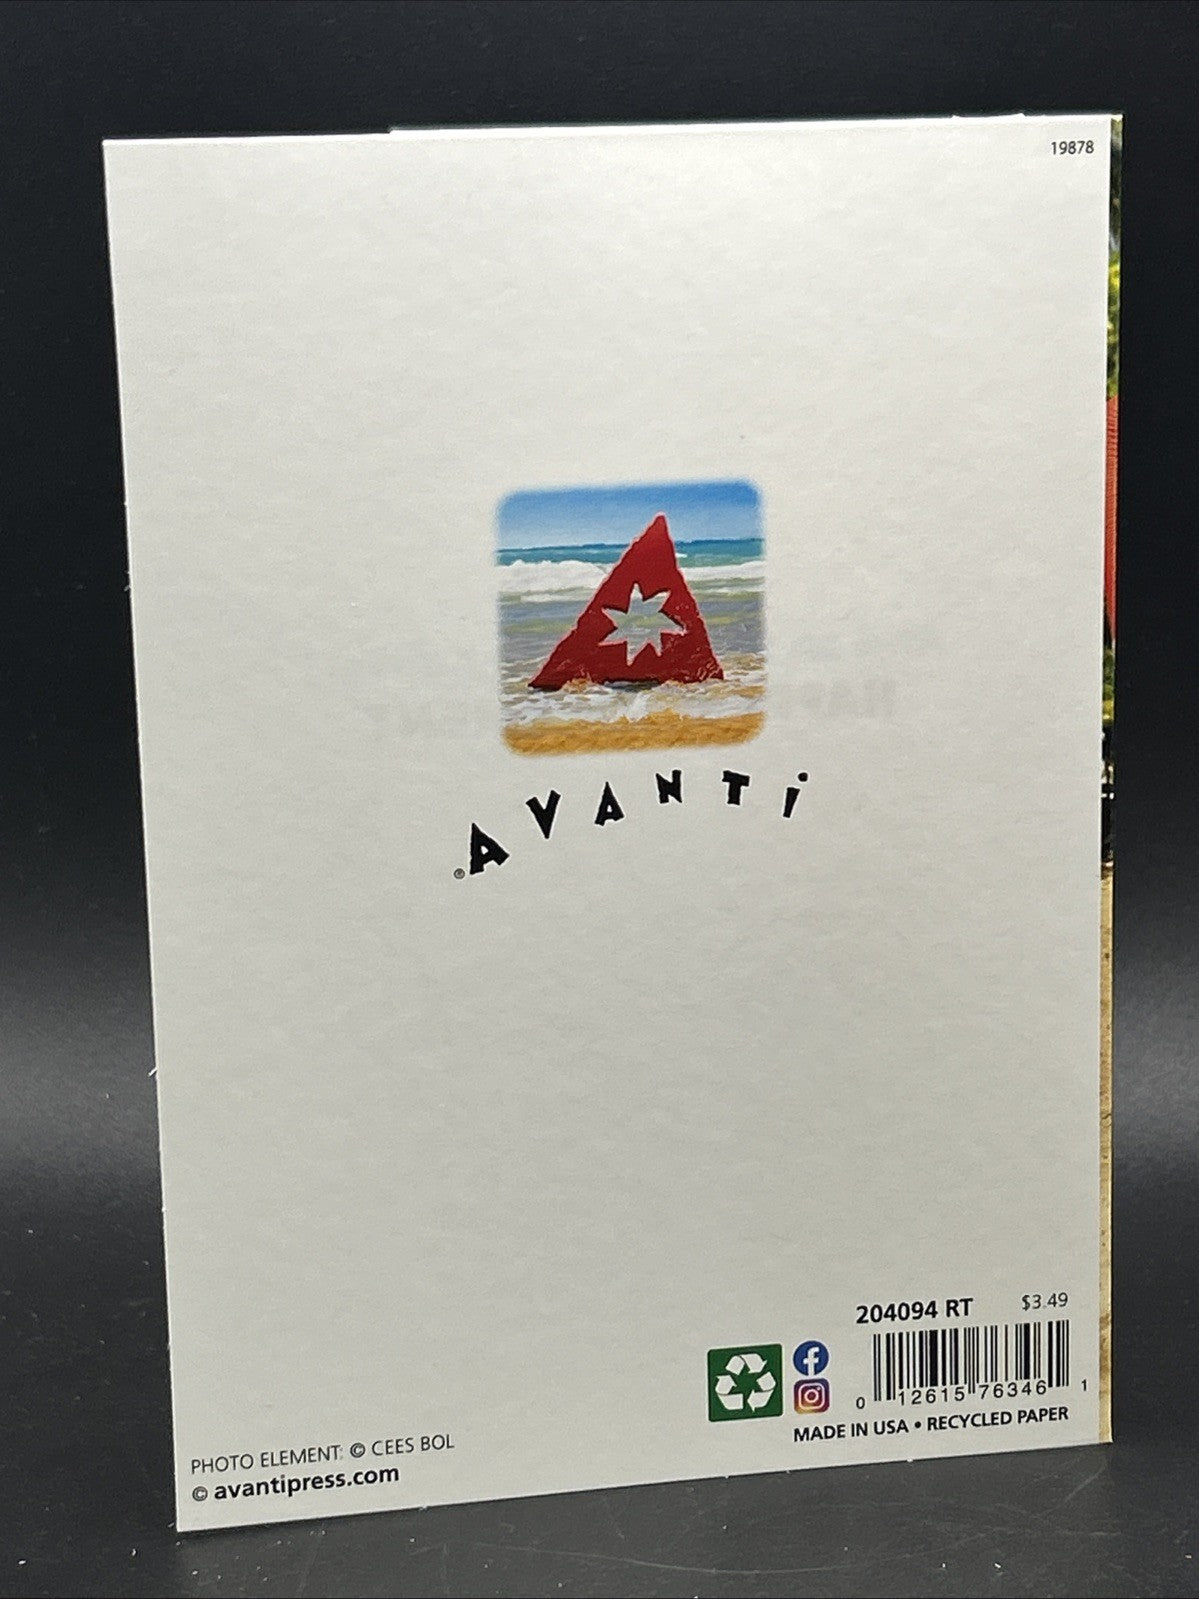 19878
AVANTi
®
204094 RT
$3.49
0 12615 76346 1
MADE IN USA • RECYCLED PAPER
PHOTO ELEMENT: © CEES BOL
© avantipress.com